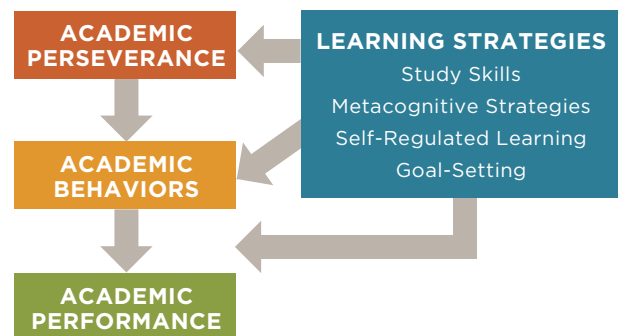 ACADEMIC
PERSEVERANCE
LEARNING STRATEGIES
Study Skills
Metacognitive Strategies
Self-Regulated Learning
Goal-Setting
ACADEMIC
BEHAVIORS
ACADEMIC
PERFORMANCE